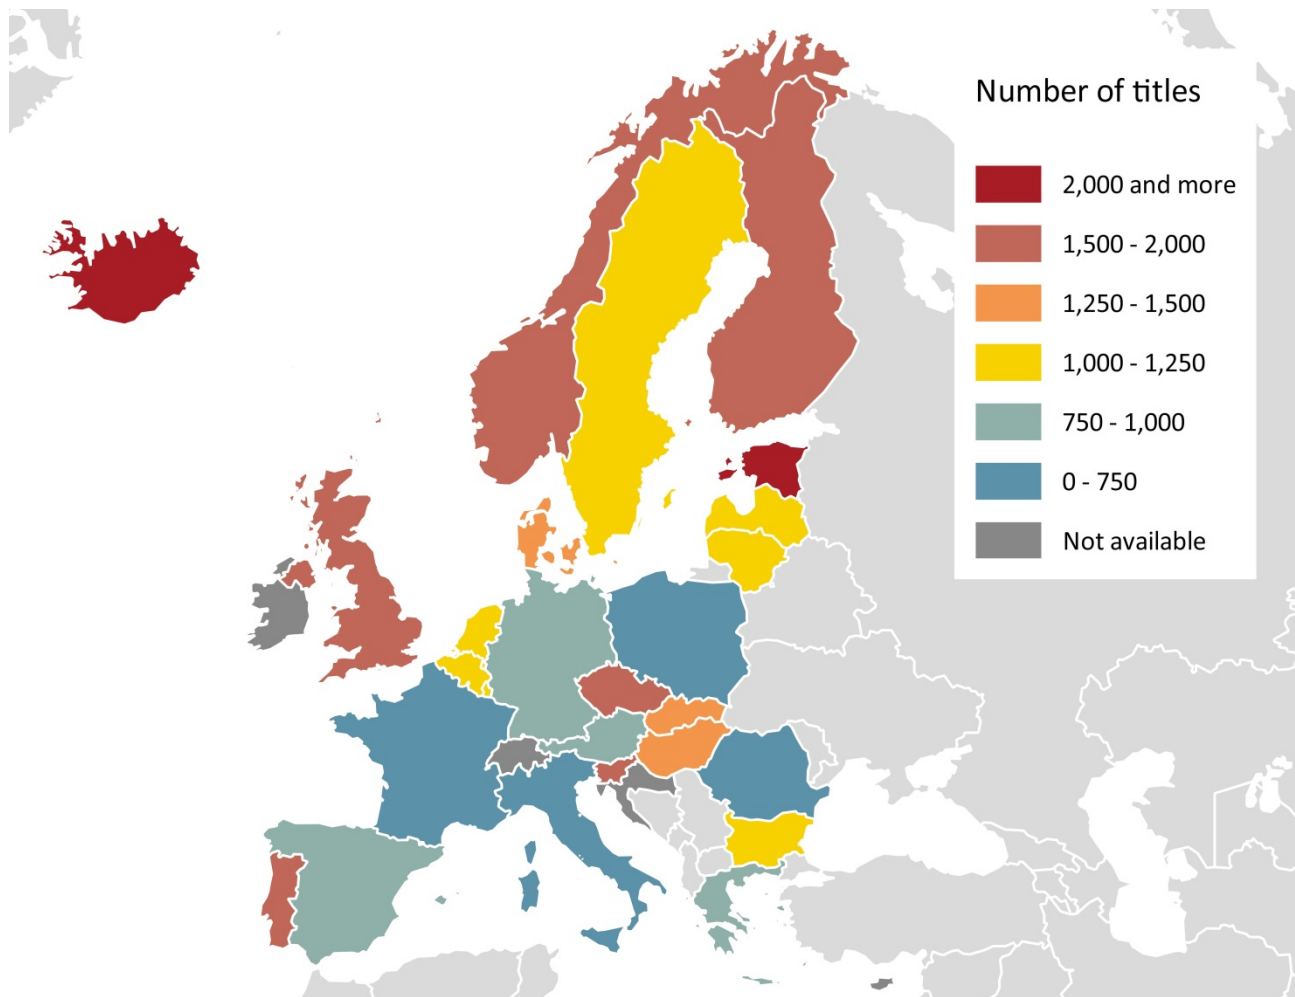 Number of titles
2,000 and more
1,500 - 2,000
1,250 - 1,500
1,000 - 1,250
750 - 1,000
0 - 750
Not available